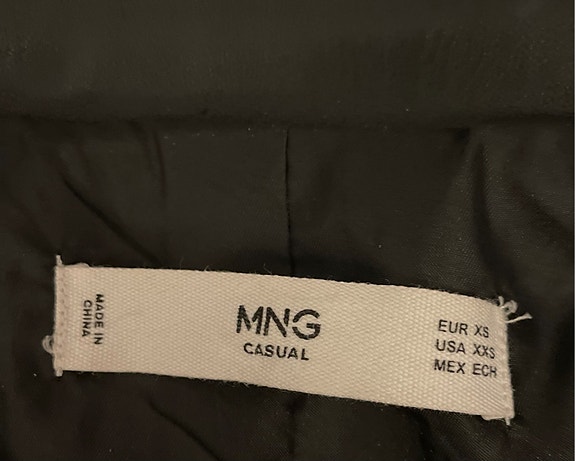 MADE IN
CHINA
MNG
CASUAL
EUR XS
USA XXS
MEX ECH